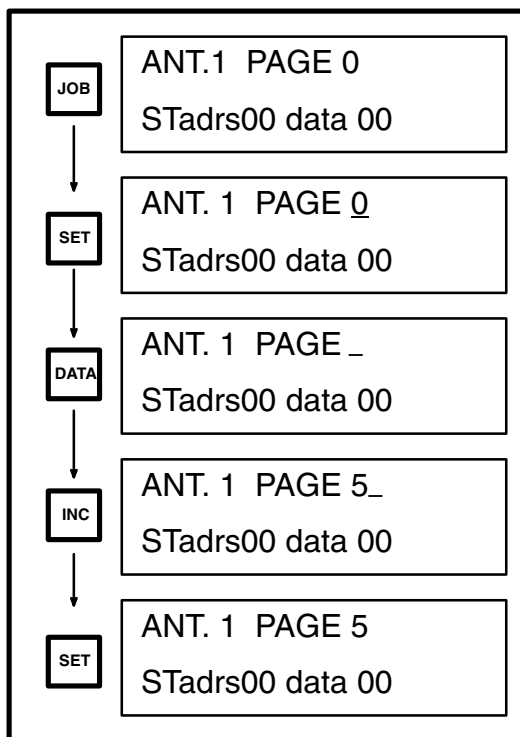 JOB
ANT.1 PAGE 0
STadrs00 data 00
SET
ANT. 1 PAGE 0
STadrs00 data 00
DATA
ANT. 1 PAGE _
STadrs00 data 00
INC
ANT. 1 PAGE 5_
STadrs00 data 00
SET
ANT. 1 PAGE 5
STadrs00 data 00